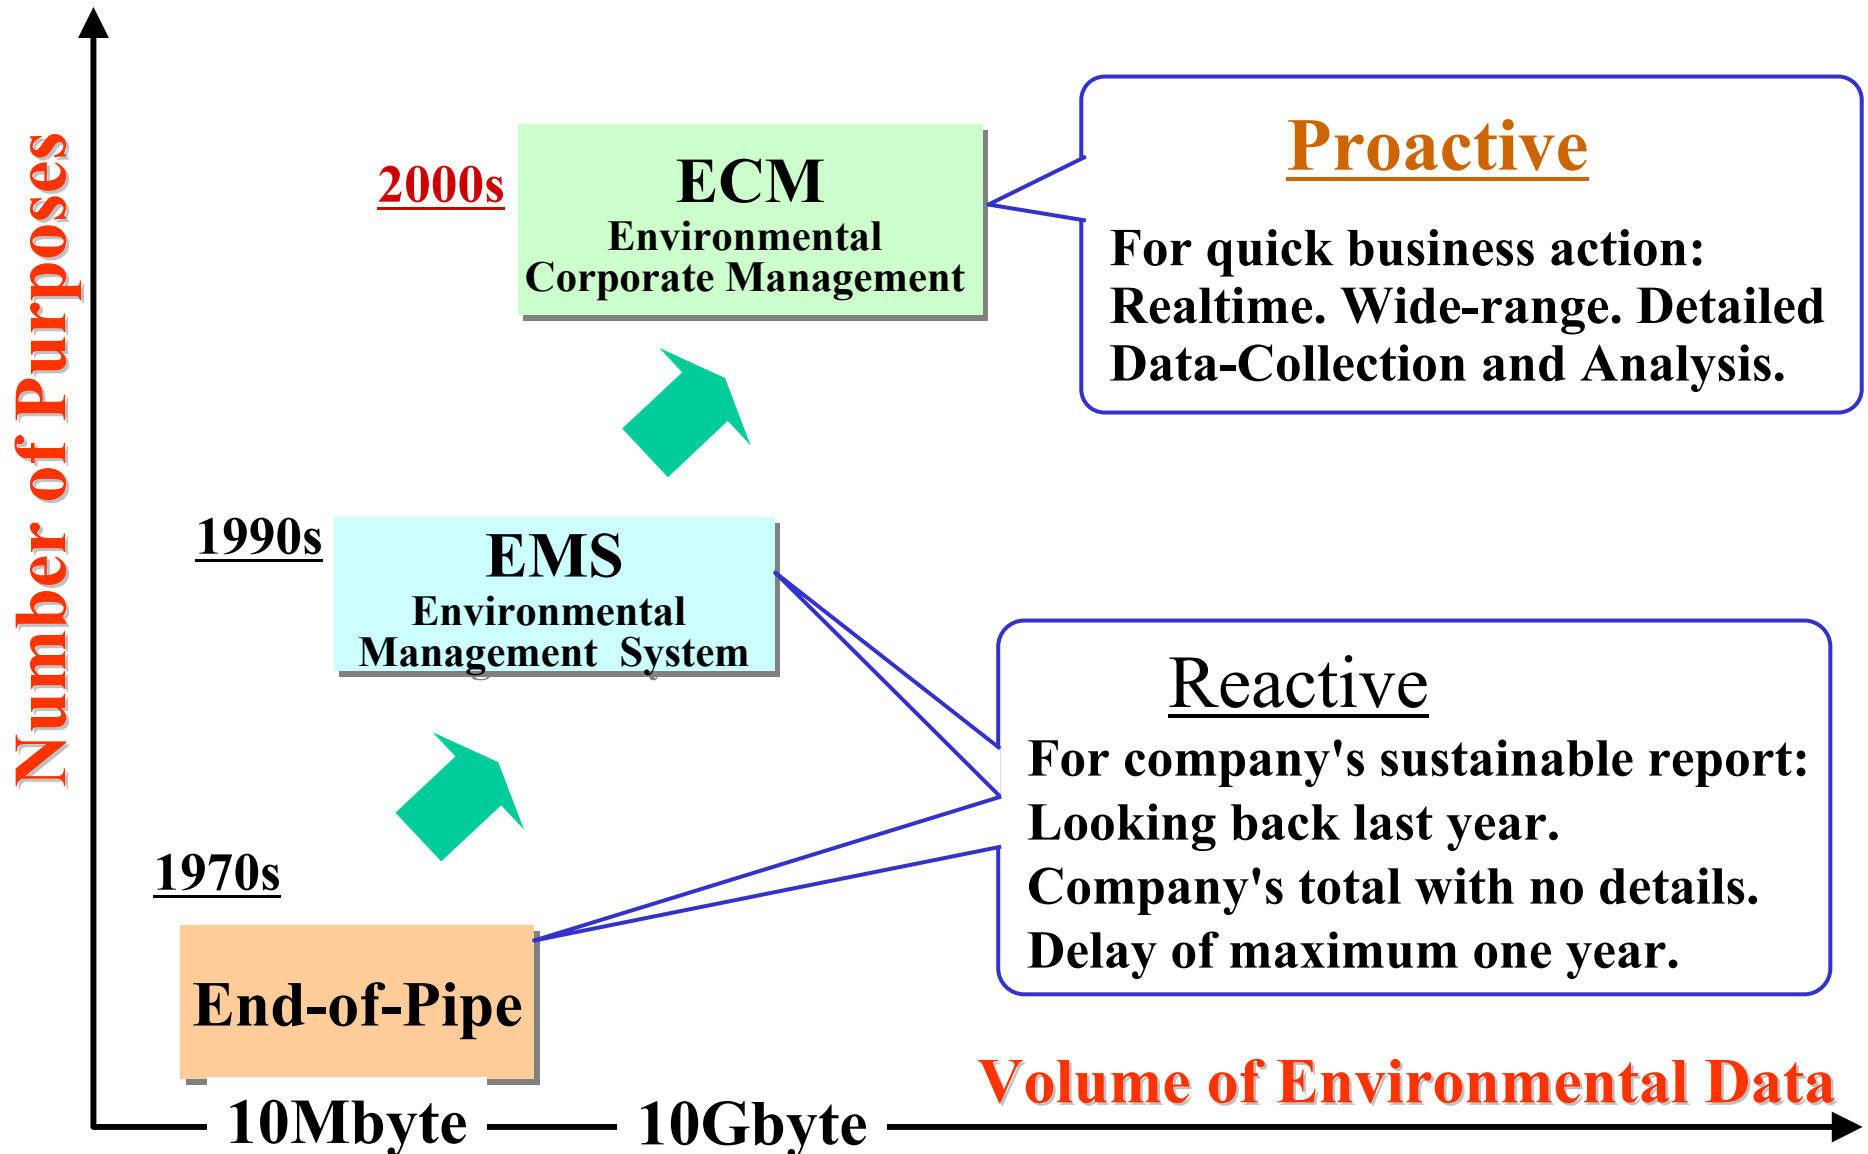 Number of Purposes
2000s
ECM
Environmental
Corporate Management
Proactive
For quick business action:
Realtime. Wide-range. Detailed
Data-Collection and Analysis.
1990s
EMS
Environmental
Management  System
Reactive
For company's sustainable report:
Looking back last year.
Company's total with no details.
Delay of maximum one year.
1970s
End-of-Pipe
Volume of Environmental Data
10Mbyte
10Gbyte